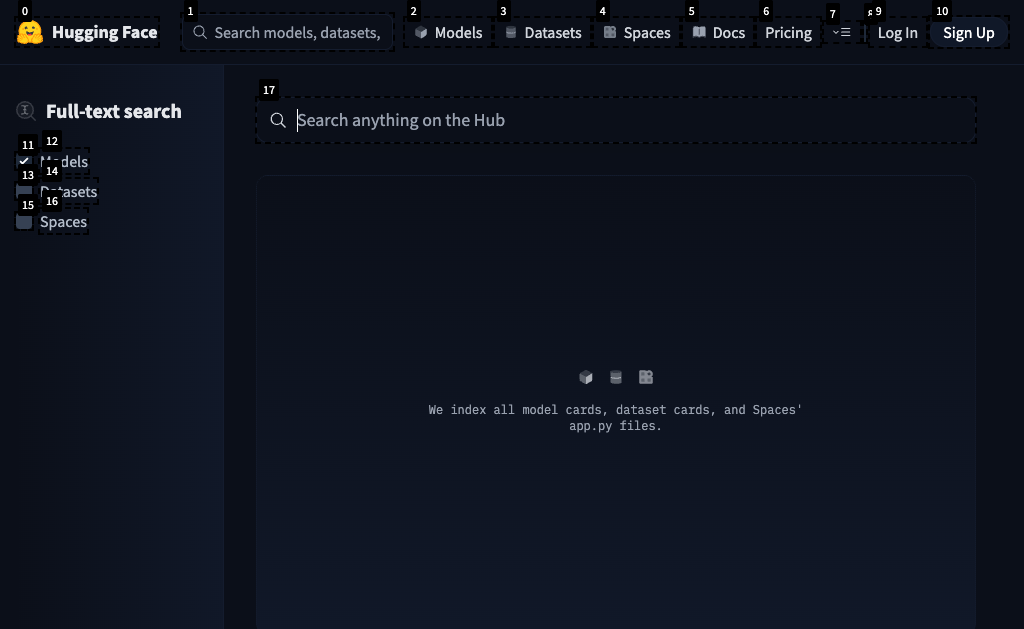 0
1
2
3
4
5
6
7
9
10
Hugging Face
Search models, datasets,
Models
Datasets
Spaces
Docs
Pricing
Log In
Sign Up
17
Full-text search
Search anything on the Hub
11
12
Models
13
14
Datasets
15
16
Spaces
We index all model cards, dataset cards, and Spaces'
app.py files.